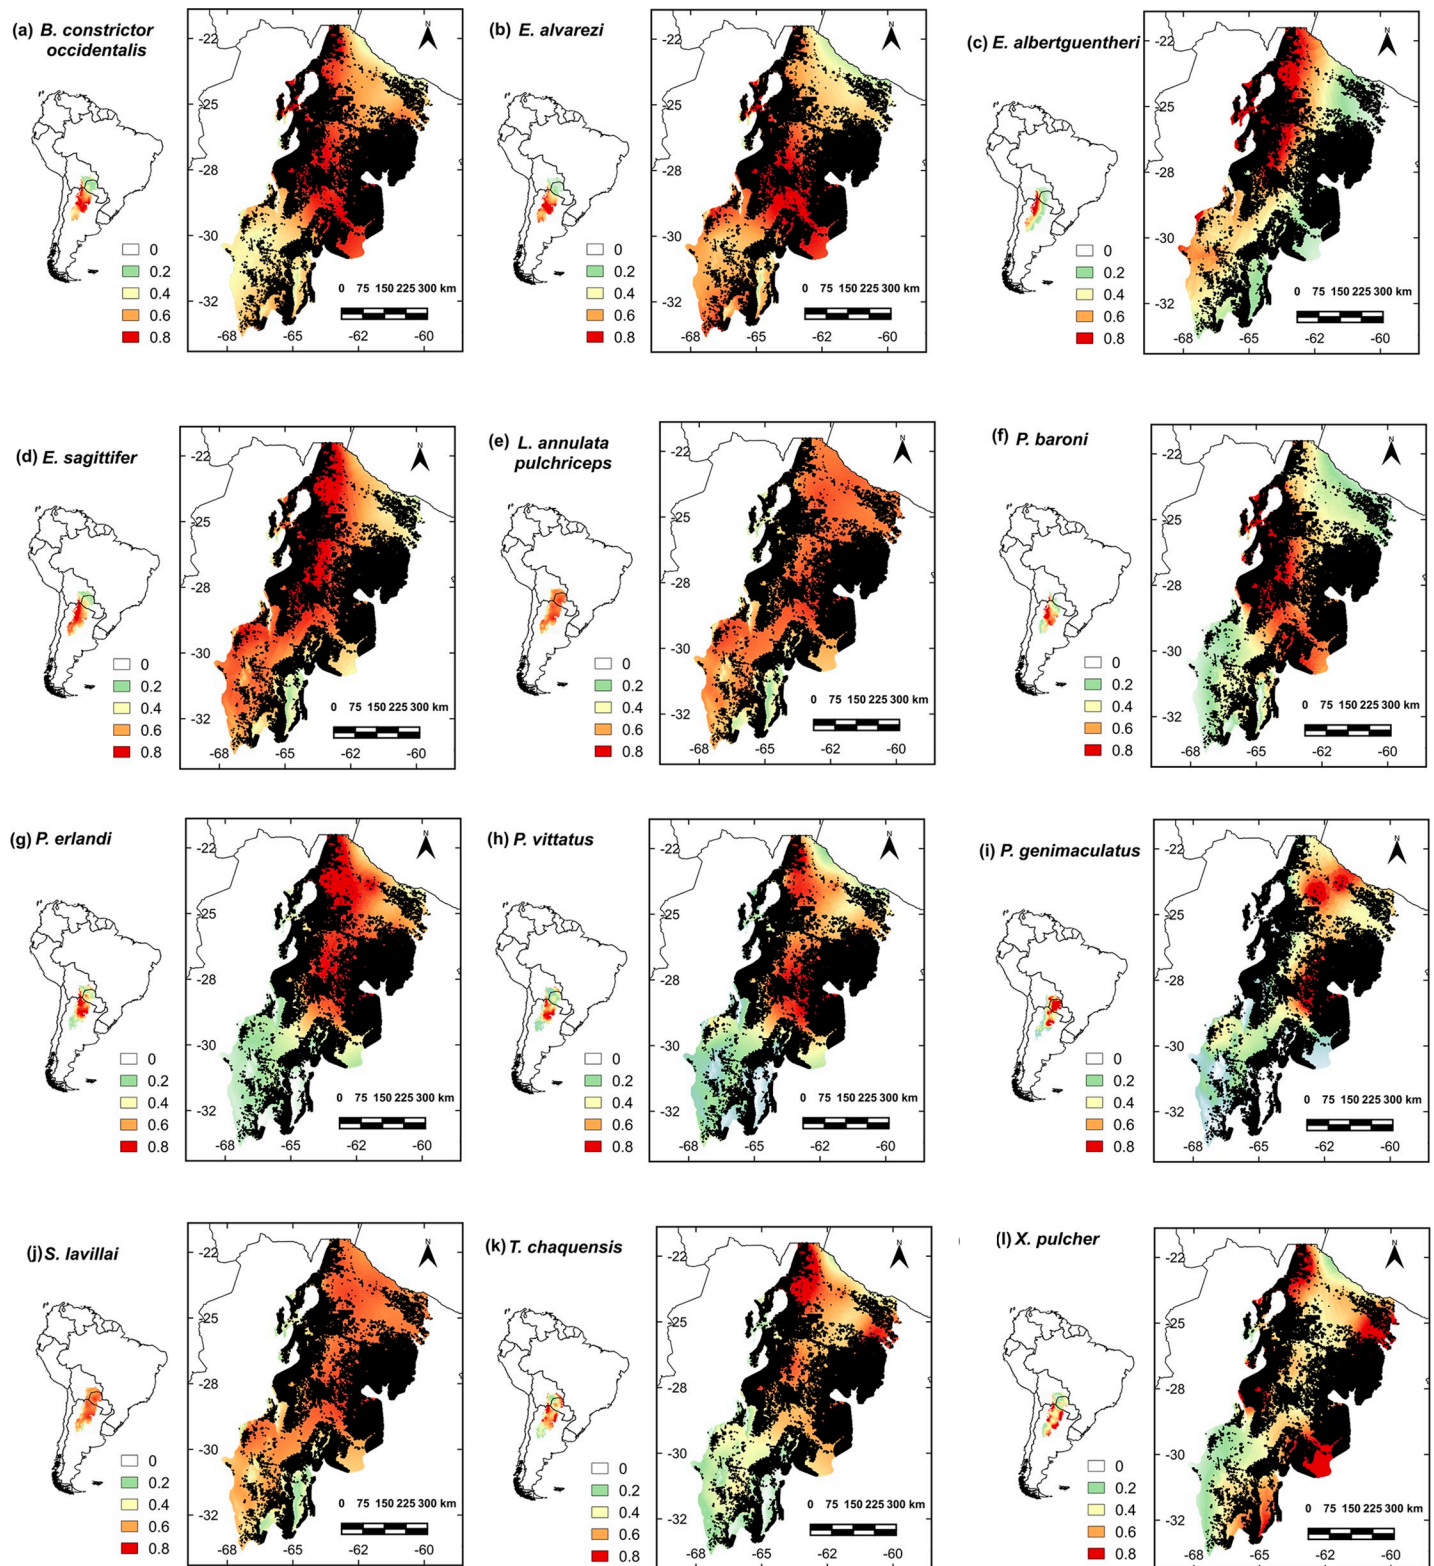 (a) B. constrictor
occidentalis
N
-22
-25
-28
-30
-32
-68 -65 -62 -60
0 75 150 225 300 km
0
0.2
0.4
0.6
0.8
(b) E. alvarezi
N
-22
-25
-28
-30
-32
-68 -65 -62 -60
0 75 150 225 300 km
0
0.2
0.4
0.6
0.8
(c) E. albertguentheri
N
-22
-25
-28
-30
-32
-68 -65 -62 -60
0 75 150 225 300 km
0
0.2
0.4
0.6
0.8
(d) E. sagittifer
N
-22
-25
-28
-30
-32
-68 -65 -62 -60
0 75 150 225 300 km
0
0.2
0.4
0.6
0.8
(e) L. annulata
pulchriceps
N
-22
-25
-28
-30
-32
-68 -65 -62 -60
0 75 150 225 300 km
0
0.2
0.4
0.6
0.8
(f) P. baroni
N
-22
-25
-28
-30
-32
-68 -65 -62 -60
0 75 150 225 300 km
0
0.2
0.4
0.6
0.8
(g) P. erlandi
N
-22
-25
-28
-30
-32
-68 -65 -62 -60
0 75 150 225 300 km
0
0.2
0.4
0.6
0.8
(h) P. vittatus
N
-22
-25
-28
-30
-32
-68 -65 -62 -60
0 75 150 225 300 km
0
0.2
0.4
0.6
0.8
(i) P. genimaculatus
N
-22
-25
-28
-30
-32
-68 -65 -62 -60
0 75 150 225 300 km
0
0.2
0.4
0.6
0.8
(j) S. lavillai
N
-22
-25
-28
-30
-32
-68 -65 -62 -60
0 75 150 225 300 km
0
0.2
0.4
0.6
0.8
(k) T. chaquensis
N
-22
-25
-28
-30
-32
-68 -65 -62 -60
0 75 150 225 300 km
0
0.2
0.4
0.6
0.8
(l) X. pulcher
N
-22
-25
-28
-30
-32
-68 -65 -62 -60
0 75 150 225 300 km
0
0.2
0.4
0.6
0.8